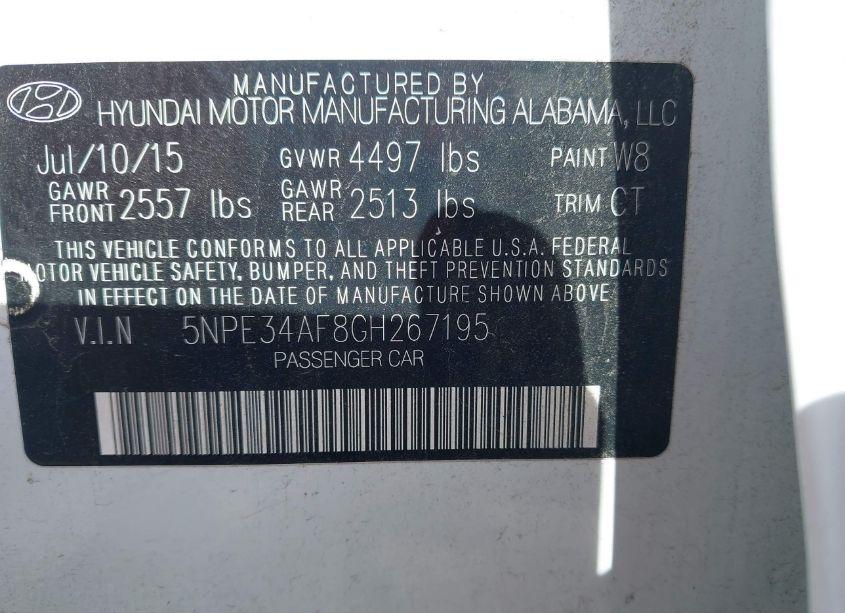 MANUFACTURED BY
HYUNDAI MOTOR MANUFACTURING ALABAMA, LLC
Jul/10/15 GVWR 4497 lbs PAINT W8
GAWR FRONT 2557 lbs GAWR REAR 2513 lbs TRIM CT
THIS VEHICLE CONFORMS TO ALL APPLICABLE U.S.A. FEDERAL
MOTOR VEHICLE SAFETY, BUMPER, AND THEFT PREVENTION STANDARDS
IN EFFECT ON THE DATE OF MANUFACTURE SHOWN ABOVE
V.I.N 5NPE34AF8GH267195
PASSENGER CAR